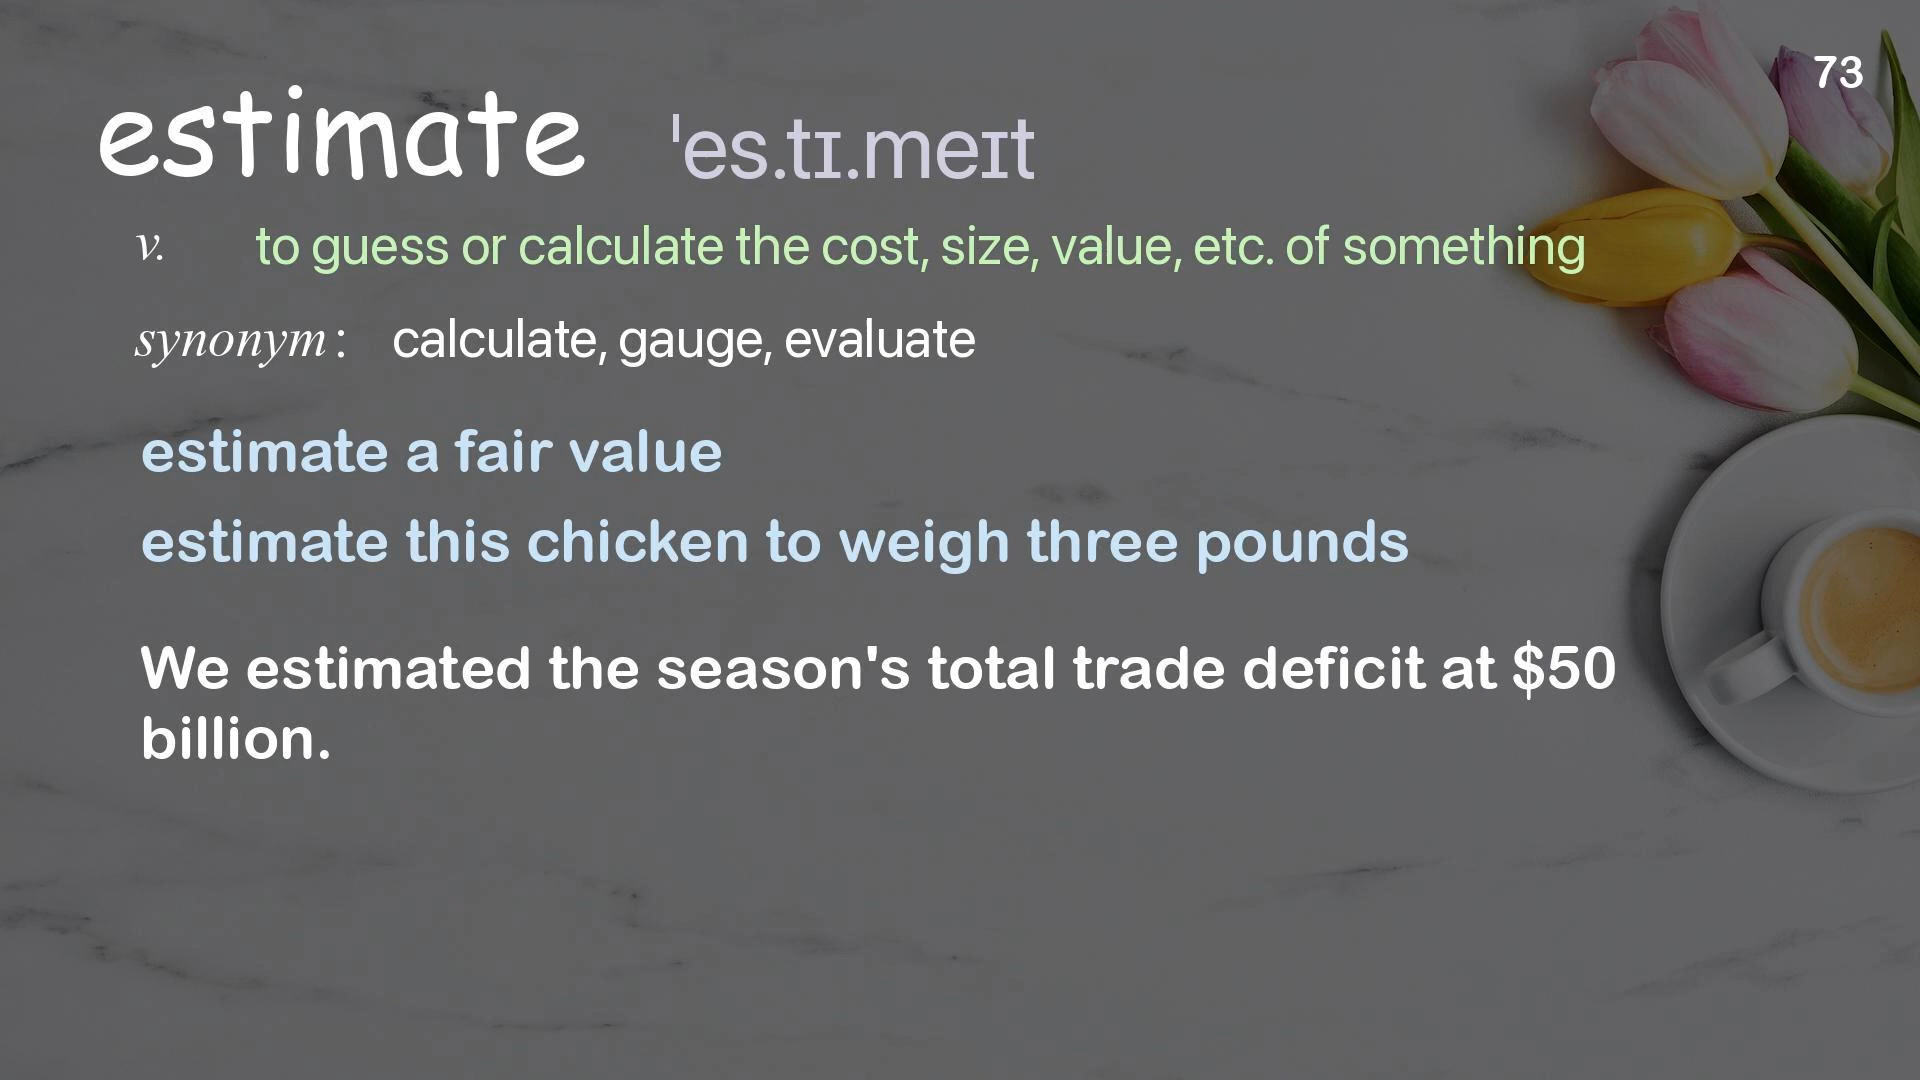 73
estimate ˈes.tɪ.meɪt
v. to guess or calculate the cost, size, value, etc. of something
synonym: calculate, gauge, evaluate
estimate a fair value
estimate this chicken to weigh three pounds
We estimated the season's total trade deficit at $50
billion.